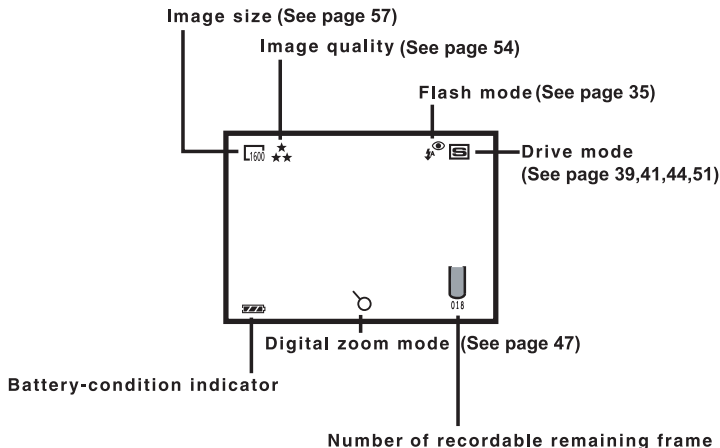 Image size (See page 57)
Image quality (See page 54)
Flash mode (See page 35)
1600
A
S
Drive mode
(See page 39,41,44,51)
018
Digital zoom mode (See page 47)
Battery-condition indicator
Number of recordable remaining frame